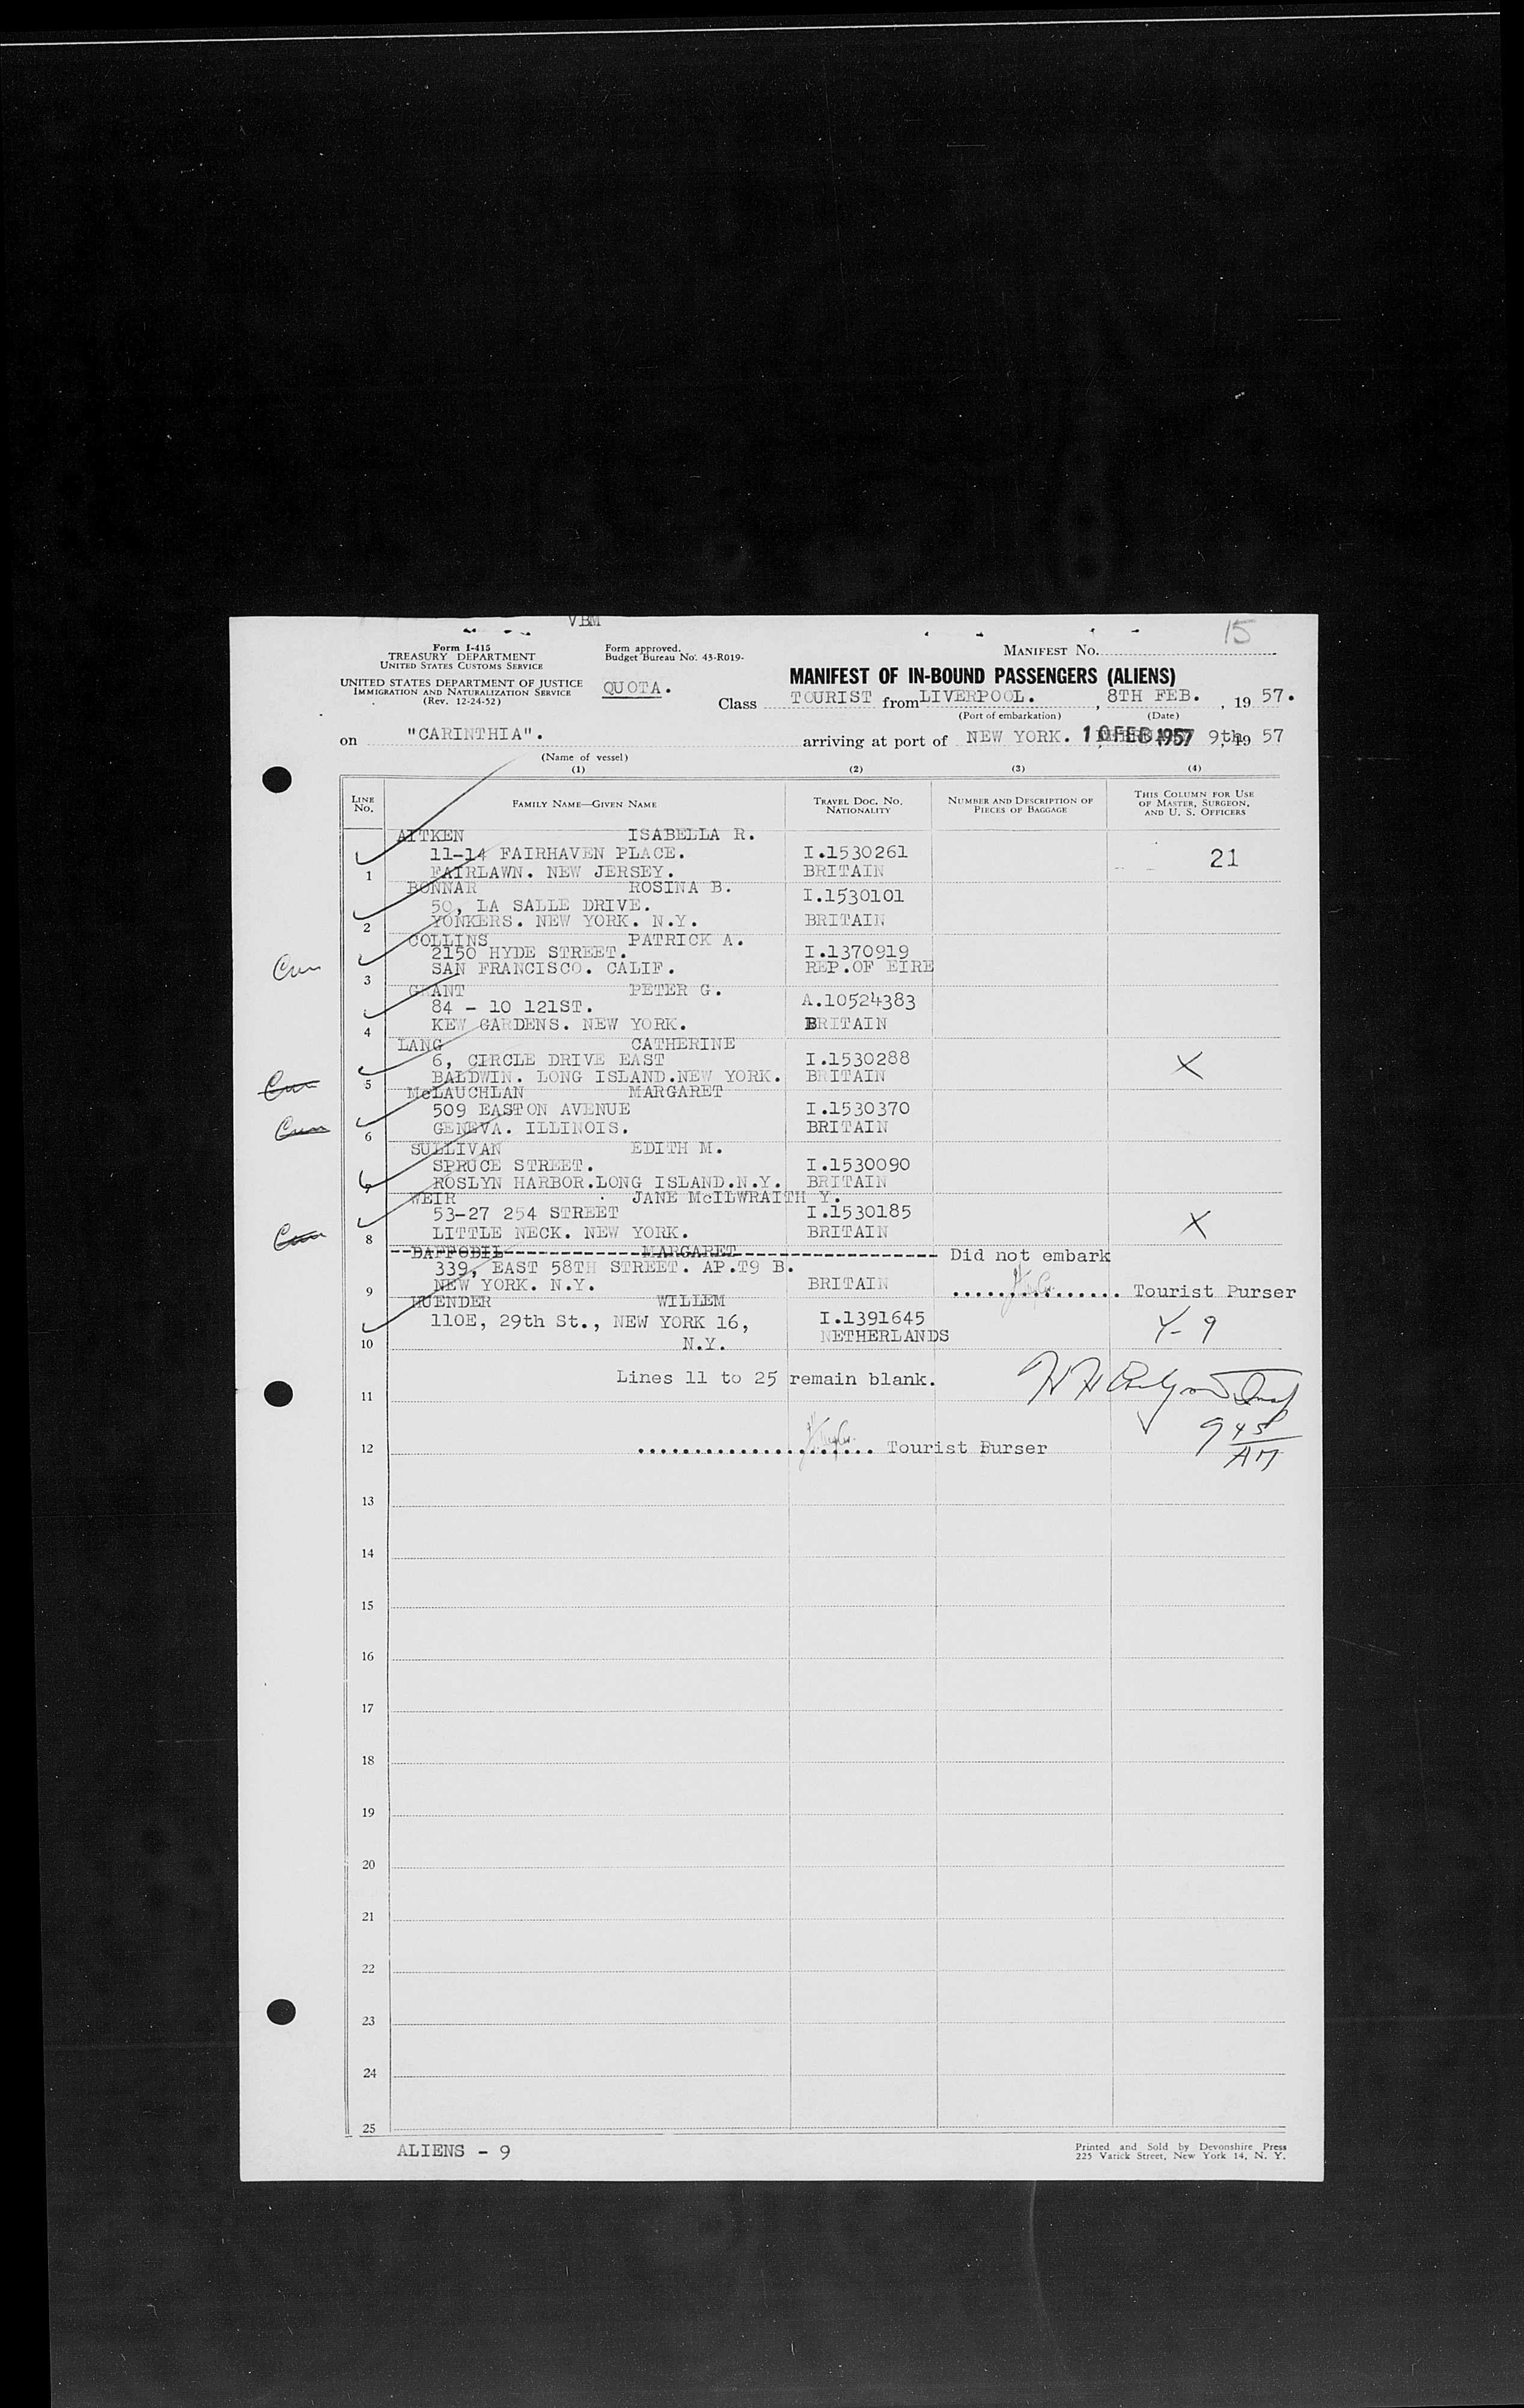 VBM
15
Form I-415
TREASURY DEPARTMENT
UNITED STATES CUSTOMS SERVICE
Form approved.
Budget Bureau No. 43-R019-
MANIFEST No.
UNITED STATES DEPARTMENT OF JUSTICE
IMMIGRATION AND NATURALIZATION SERVICE
(Rev. 12-24-52)
QUOTA.
MANIFEST OF IN-BOUND PASSENGERS (ALIENS)
Class TOURIST from LIVERPOOL. , 8TH FEB. , 19 57.
(Port of embarkation) (Date)
on "CARINTHIA". arriving at port of NEW YORK. 10 FEB 1957 9th, 19 57
(Name of vessel)
(1) (2) (3) (4)
LINE No. FAMILY NAME—GIVEN NAME TRAVEL DOC. NO. NATIONALITY NUMBER AND DESCRIPTION OF PIECES OF BAGGAGE THIS COLUMN FOR USE OF MASTER, SURGEON, AND U. S. OFFICERS
AITKEN ISABELLA R.
11-14 FAIRHAVEN PLACE. I.1530261 21
1 FAIRLAWN. NEW JERSEY. BRITAIN
BONNAR ROSINA B.
50, LA SALLE DRIVE. I.1530101
2 YONKERS. NEW YORK. N.Y. BRITAIN
COLLINS PATRICK A.
2150 HYDE STREET. I.1370919
3 SAN FRANCISCO. CALIF. REP.OF EIRE
GRANT PETER G.
84 - 10 121ST. A.10524383
4 KEW GARDENS. NEW YORK. BRITAIN
LANG CATHERINE
6, CIRCLE DRIVE EAST I.1530288 X
5 BALDWIN. LONG ISLAND.NEW YORK. BRITAIN
McLAUCHLAN MARGARET
509 EASTON AVENUE I.1530370
6 GENEVA. ILLINOIS. BRITAIN
SULLIVAN EDITH M.
SPRUCE STREET. I.1530090
7 ROSLYN HARBOR.LONG ISLAND.N.Y. BRITAIN
WEIR JANE McILWRAITH Y.
53-27 254 STREET I.1530185 X
8 LITTLE NECK. NEW YORK. BRITAIN
DAFFODIL MARGARET Did not embark
339, EAST 58TH STREET. AP.T9 B.
9 NEW YORK. N.Y. BRITAIN Tourist Purser
HUENDER WILLEM
110E, 29th St., NEW YORK 16, I.1391645 Y-9
10 N.Y. NETHERLANDS
Lines 11 to 25 remain blank.
11
9 45 AM
12 Tourist Purser
13
14
15
16
17
18
19
20
21
22
23
24
25
ALIENS - 9
Printed and Sold by Devonshire Press
225 Varick Street, New York 14, N. Y.